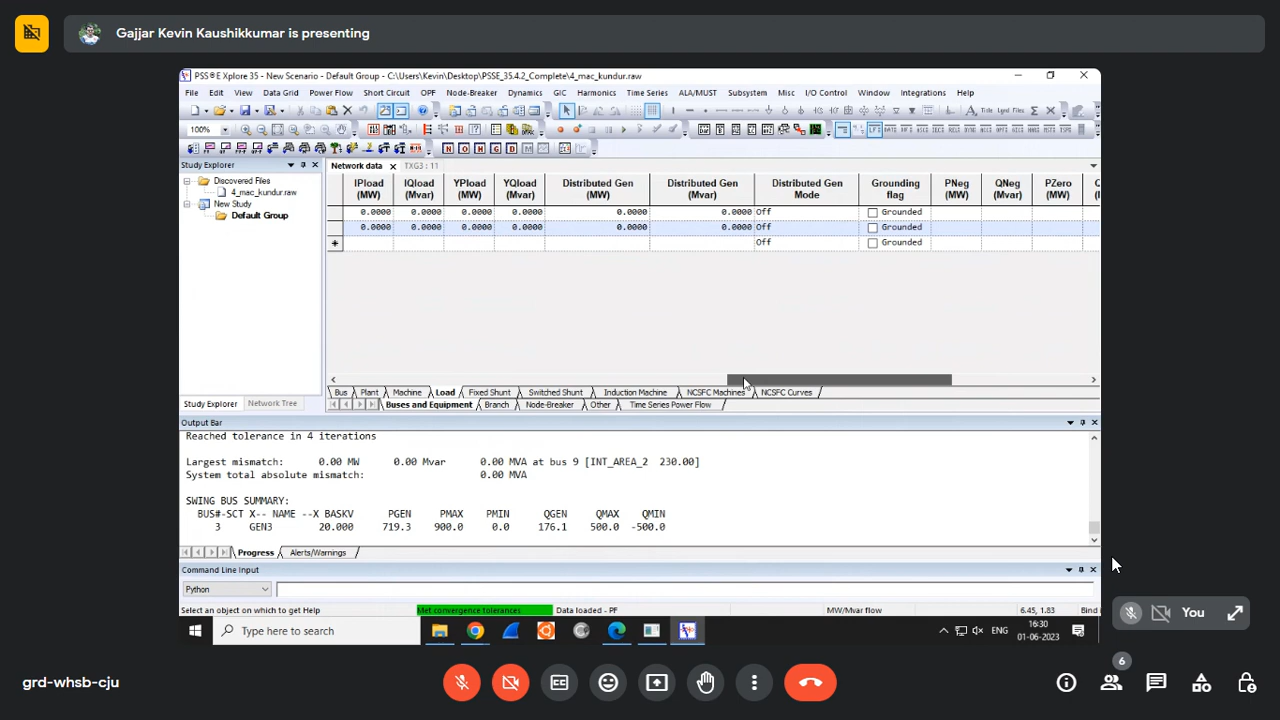 Gajjar Kevin Kaushikkumar is presenting
PSS®E Xplore 35 - New Scenario - Default Group - C:\Users\Kevin\Desktop\PSSE_35.4.2_Complete\4_mac_kundur.raw
File Edit View Data Grid Power Flow Short Circuit OPF Node-Breaker Dynamics GIC Harmonics Time Series ALA/MUST Subsystem Misc I/O Control Window Integrations Help
100%
Study Explorer
Network data TXG3 : 11
Discovered Files
4_mac_kundur.raw
New Study
Default Group
IPload (MW) IQload (Mvar) YPload (MW) YQload (Mvar) Distributed Gen (MW) Distributed Gen (Mvar) Distributed Gen Mode Grounding flag PNeg (MW) QNeg (Mvar) PZero (MW)
0.0000 0.0000 0.0000 0.0000 0.0000 0.0000 Off Grounded
0.0000 0.0000 0.0000 0.0000 0.0000 0.0000 Off Grounded
Off Grounded
Bus Plant Machine Load Fixed Shunt Switched Shunt Induction Machine NCSFC Machines NCSFC Curves
Study Explorer Network Tree
Buses and Equipment Branch Node-Breaker Other Time Series Power Flow
Output Bar
Reached tolerance in 4 iterations
Largest mismatch: 0.00 MW 0.00 Mvar 0.00 MVA at bus 9 [INT_AREA_2 230.00]
System total absolute mismatch: 0.00 MVA
SWING BUS SUMMARY:
BUS#-SCT X-- NAME --X BASKV PGEN PMAX PMIN QGEN QMAX QMIN
3 GEN3 20.000 719.3 900.0 0.0 176.1 500.0 -500.0
Progress Alerts/Warnings
Command Line Input
Python
Select an object on which to get Help Met convergence tolerances Data loaded - PF MW/Mvar flow 6.45, 1.83 Bind
Type here to search
ENG
16:30
01-06-2023
You
6
grd-whsb-cju